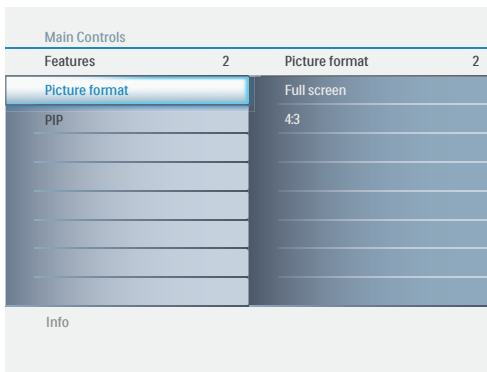 Main Controls
Features 2 Picture format 2
Picture format Full screen
PIP 4:3
Info